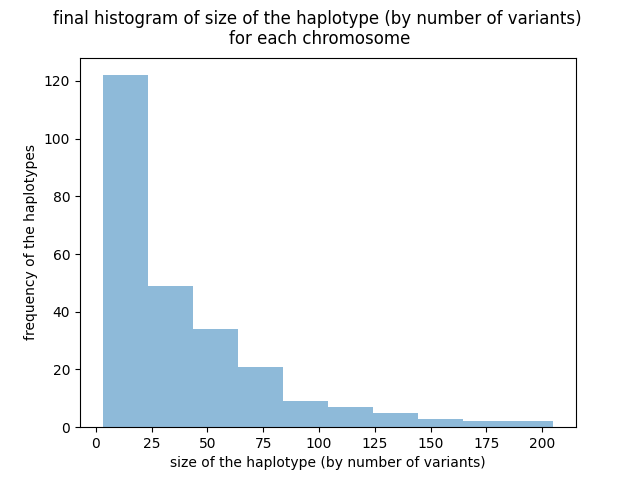 final histogram of size of the haplotype (by number of variants)
for each chromosome
frequency of the haplotypes
120
100
80
60
40
20
0
0 25 50 75 100 125 150 175 200
size of the haplotype (by number of variants)